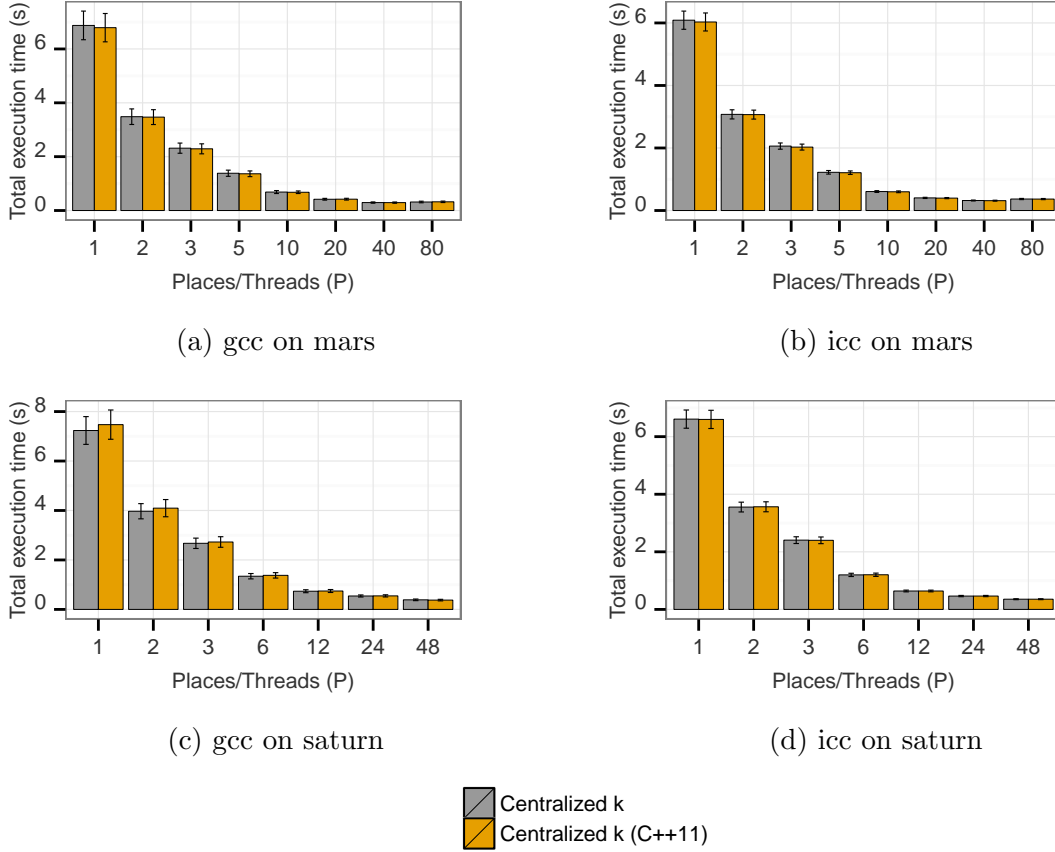 Total execution time (s)
6
4
2
0
1 2 3 5 10 20 40 80
Places/Threads (P)
(a) gcc on mars
Total execution time (s)
6
4
2
0
1 2 3 5 10 20 40 80
Places/Threads (P)
(b) icc on mars
Total execution time (s)
8
6
4
2
0
1 2 3 6 12 24 48
Places/Threads (P)
(c) gcc on saturn
Total execution time (s)
6
4
2
0
1 2 3 6 12 24 48
Places/Threads (P)
(d) icc on saturn
Centralized k
Centralized k (C++11)